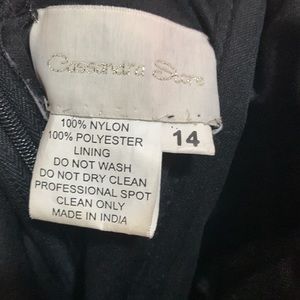 Cassandra Stone
100% NYLON
100% POLYESTER
LINING
DO NOT WASH
DO NOT DRY CLEAN
PROFESSIONAL SPOT
CLEAN ONLY
MADE IN INDIA
14